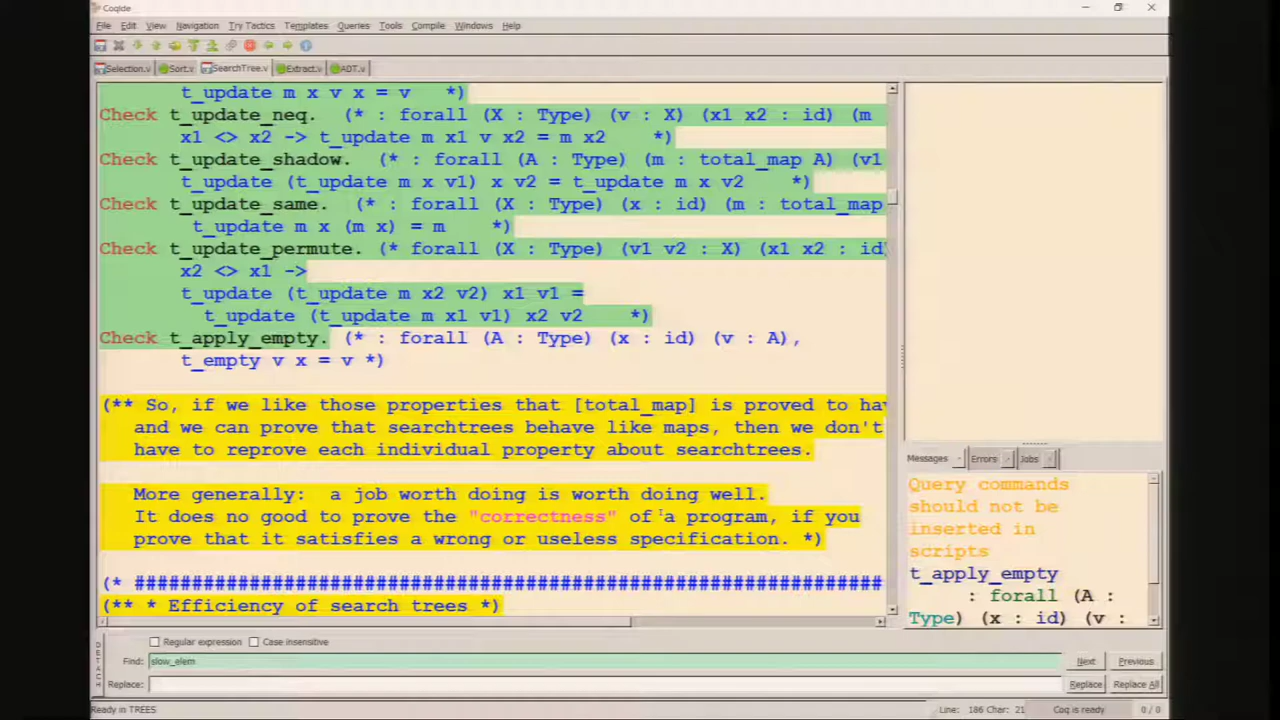 CoqIde
File Edit View Navigation Try Tactics Templates Queries Tools Compile Windows Help
Selection.v Sort.v SearchTree.v Extract.v ADT.v
t_update m x v x = v *)
Check t_update_neq. (* : forall (X : Type) (v : X) (x1 x2 : id) (m
x1 <> x2 -> t_update m x1 v x2 = m x2 *)
Check t_update_shadow. (* : forall (A : Type) (m : total_map A) (v1
t_update (t_update m x v1) x v2 = t_update m x v2 *)
Check t_update_same. (* : forall (X : Type) (x : id) (m : total_map
t_update m x (m x) = m *)
Check t_update_permute. (* forall (X : Type) (v1 v2 : X) (x1 x2 : id)
x2 <> x1 ->
t_update (t_update m x2 v2) x1 v1 =
t_update (t_update m x1 v1) x2 v2 *)
Check t_apply_empty. (* : forall (A : Type) (x : id) (v : A),
t_empty v x = v *)
(** So, if we like those properties that [total_map] is proved to hav
and we can prove that searchtrees behave like maps, then we don't
have to reprove each individual property about searchtrees.
More generally: a job worth doing is worth doing well.
It does no good to prove the "correctness" of a program, if you
prove that it satisfies a wrong or useless specification. *)
(* ####################################################################
(** * Efficiency of search trees *)
Messages Errors Jobs
Query commands
should not be
inserted in
scripts
t_apply_empty
: forall (A :
Type) (x : id) (v :
DETACH
Regular expression Case insensitive
Find: slow_elem Next Previous
Replace: Replace Replace All
Ready in TREES Line: 186 Char: 21 Coq is ready 0 / 0